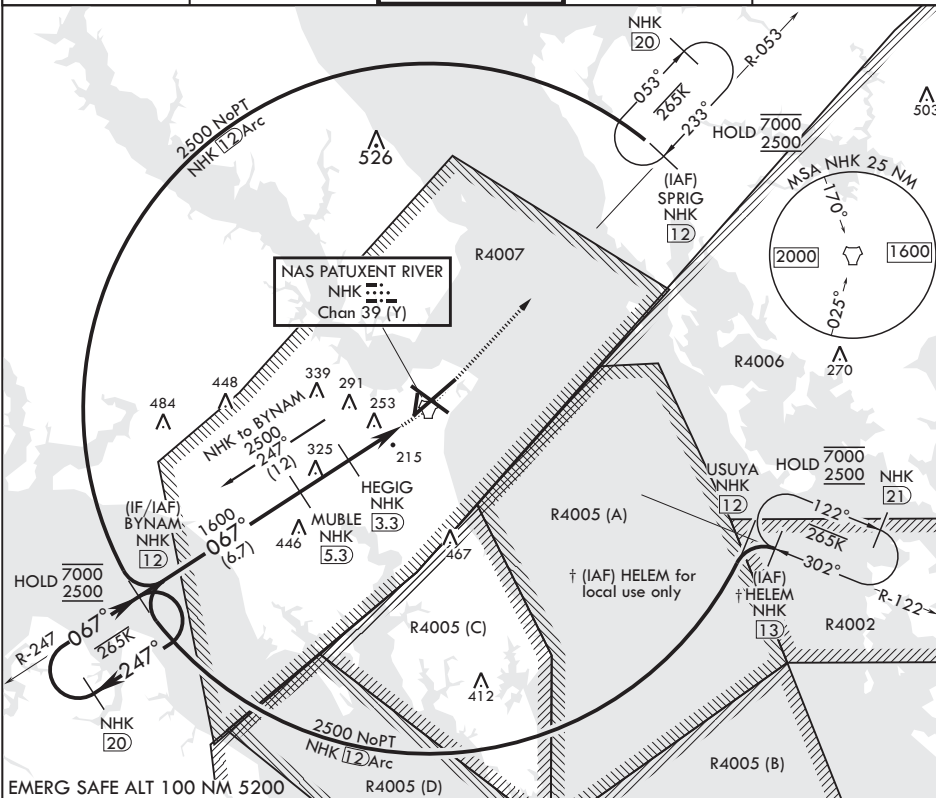 NHK
20
R-053
053°
265K
233°
HOLD 7000
2500
503
2500 NoPT
NHK 12 Arc
526
(IAF)
SPRIG
NHK
12
MSA NHK 25 NM
170°
2000
1600
025°
R4007
NAS PATUXENT RIVER
NHK
Chan 39 (Y)
R4006
270
339
448
291
484
253
NHK to BYNAM
2500
247°
(12)
325
215
HEGIG
NHK
3.3
MUBLE
NHK
5.3
446
467
(IF/IAF)
BYNAM
NHK
12
1600
067°
(6.7)
HOLD 7000
2500
067°
265K
247°
R-247
NHK
20
USUYA
NHK
12
HOLD 7000
2500
NHK
21
122°
265K
302°
R-122
R4005 (A)
† (IAF) HELEM for
local use only
(IAF)
†HELEM
NHK
13
R4002
R4005 (C)
412
2500 NoPT
NHK 12 Arc
R4005 (D)
R4005 (B)
EMERG SAFE ALT 100 NM 5200